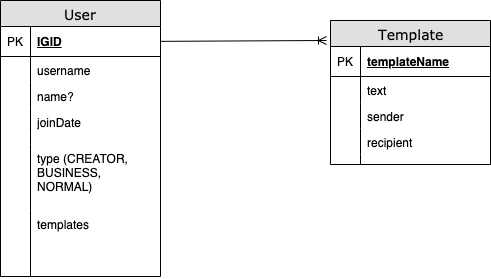 User
PK IGID
username
name?
joinDate
type (CREATOR,
BUSINESS,
NORMAL)
templates
Template
PK templateName
text
sender
recipient